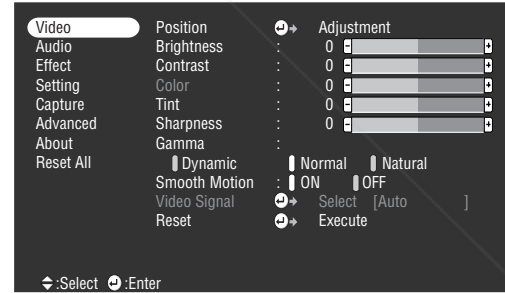 Video Position Adjustment
Audio Brightness : 0 - +
Effect Contrast : 0 - +
Setting Color : 0 - +
Capture Tint : 0 - +
Advanced Sharpness : 0 - +
About Gamma :
Reset All Dynamic Normal Natural
Smooth Motion : ON OFF
Video Signal Select [Auto ]
Reset Execute
:Select :Enter